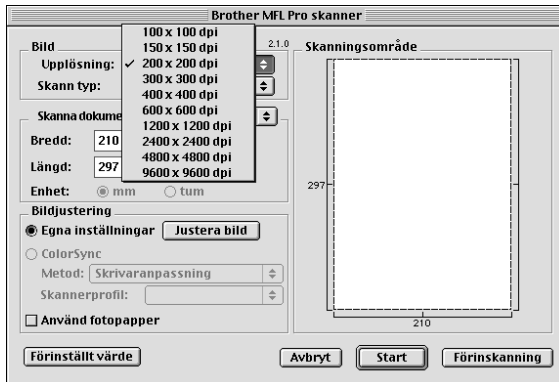 Brother MFL Pro skanner
Bild
2.1.0
Upplösning:
100 x 100 dpi
150 x 150 dpi
✓ 200 x 200 dpi
300 x 300 dpi
400 x 400 dpi
600 x 600 dpi
1200 x 1200 dpi
2400 x 2400 dpi
4800 x 4800 dpi
9600 x 9600 dpi
Skann typ:
Skanna dokume
Bredd: 210
Längd: 297
Enhet: mm tum
Bildjustering
Egna inställningar Justera bild
ColorSync
Metod: Skrivaranpassning
Skannerprofil:
Använd fotopapper
Skanningsområde
297
210
Förinställt värde Avbryt Start Förinskanning